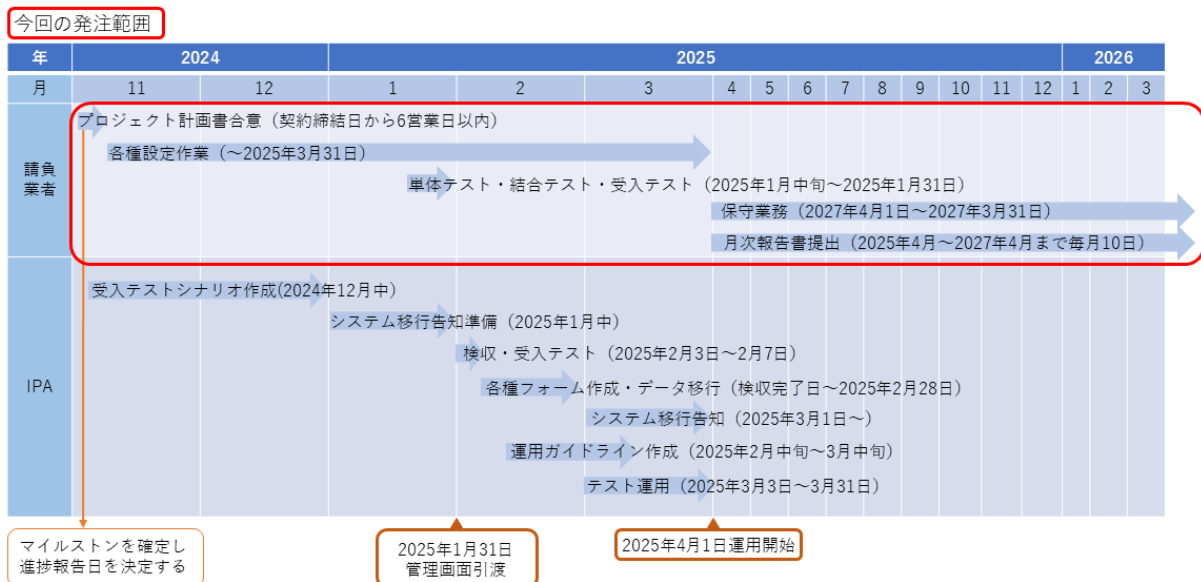 今回の発注範囲
年 2024 2025 2026
月 11 12 1 2 3 4 5 6 7 8 9 10 11 12 1 2 3
請負
業者
プロジェクト計画書合意（契約締結日から6営業日以内）
各種設定作業（～2025年3月31日）
単体テスト・結合テスト・受入テスト（2025年1月中旬～2025年1月31日）
保守業務（2027年4月1日～2027年3月31日）
月次報告書提出（2025年4月～2027年4月まで毎月10日）
IPA
受入テストシナリオ作成(2024年12月中)
システム移行告知準備（2025年1月中）
検収・受入テスト（2025年2月3日～2月7日）
各種フォーム作成・データ移行（検収完了日～2025年2月28日）
システム移行告知（2025年3月1日～）
運用ガイドライン作成（2025年2月中旬～3月中旬）
テスト運用（2025年3月3日～3月31日）
マイルストンを確定し
進捗報告日を決定する
2025年1月31日
管理画面引渡
2025年4月1日運用開始